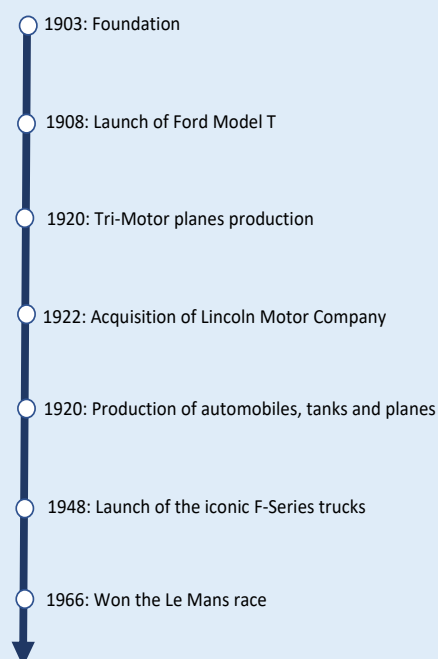 1903: Foundation
1908: Launch of Ford Model T
1920: Tri-Motor planes production
1922: Acquisition of Lincoln Motor Company
1920: Production of automobiles, tanks and planes
1948: Launch of the iconic F-Series trucks
1966: Won the Le Mans race